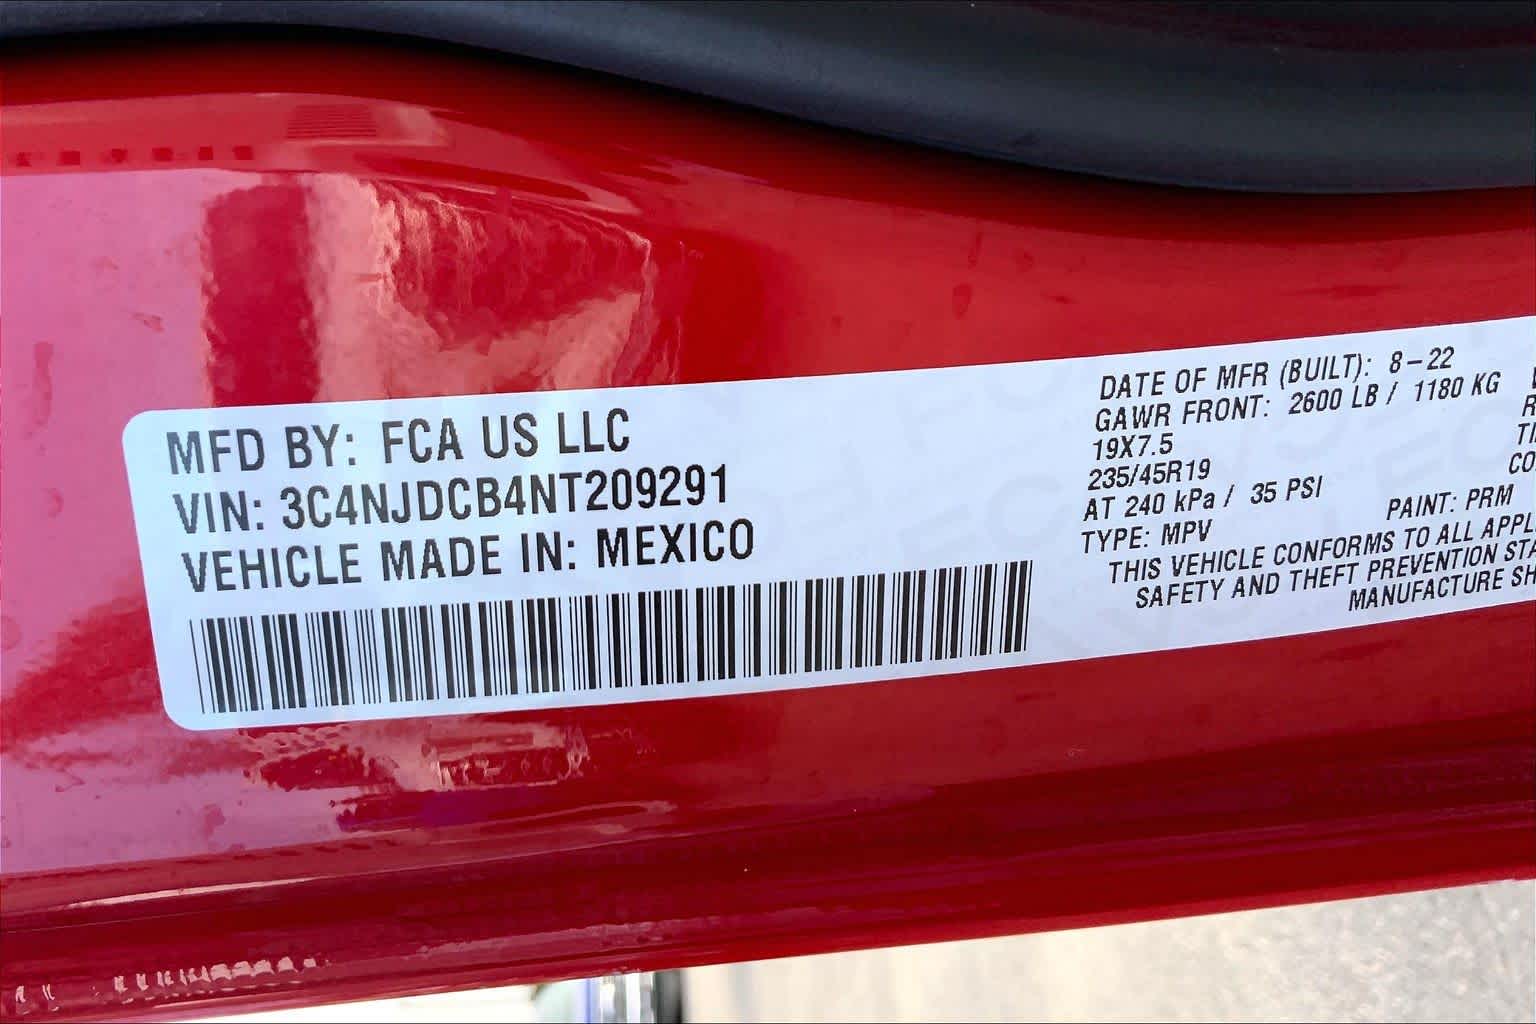 MFD BY: FCA US LLC
VIN: 3C4NJDCB4NT209291
VEHICLE MADE IN: MEXICO
DATE OF MFR (BUILT): 8-22
GAWR FRONT: 2600 LB / 1180 KG
19X7.5
235/45R19
AT 240 kPa / 35 PSI
TYPE: MPV PAINT: PRM
THIS VEHICLE CONFORMS TO ALL APPL
SAFETY AND THEFT PREVENTION STA
MANUFACTURE SH